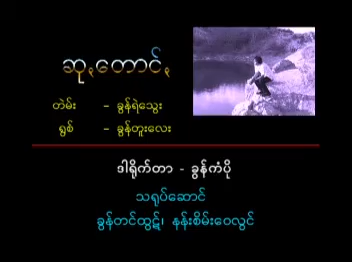 ဆုႏတောင်ႏ
တဲမ်း - ခွန်ရဲသွေး
ရွစ် - ခွန်တူးလေး
ဒါရိုက်တာ - ခွန်ကံပို
သရုပ်ဆောင်
ခွန်တင်ထွဋ်၊ နန်းစိမ်းဝေလွင်